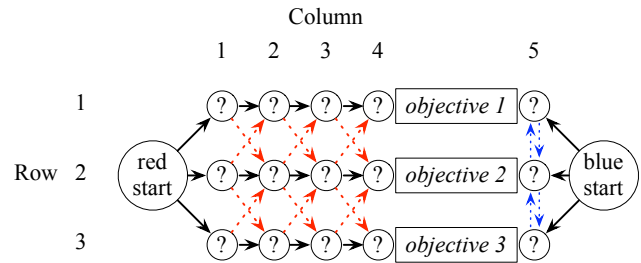 Column
1 2 3 4 5
1 ? ? ? ? objective 1 ?
red
start
Row 2 ? ? ? ? objective 2 ?
blue
start
3 ? ? ? ? objective 3 ?